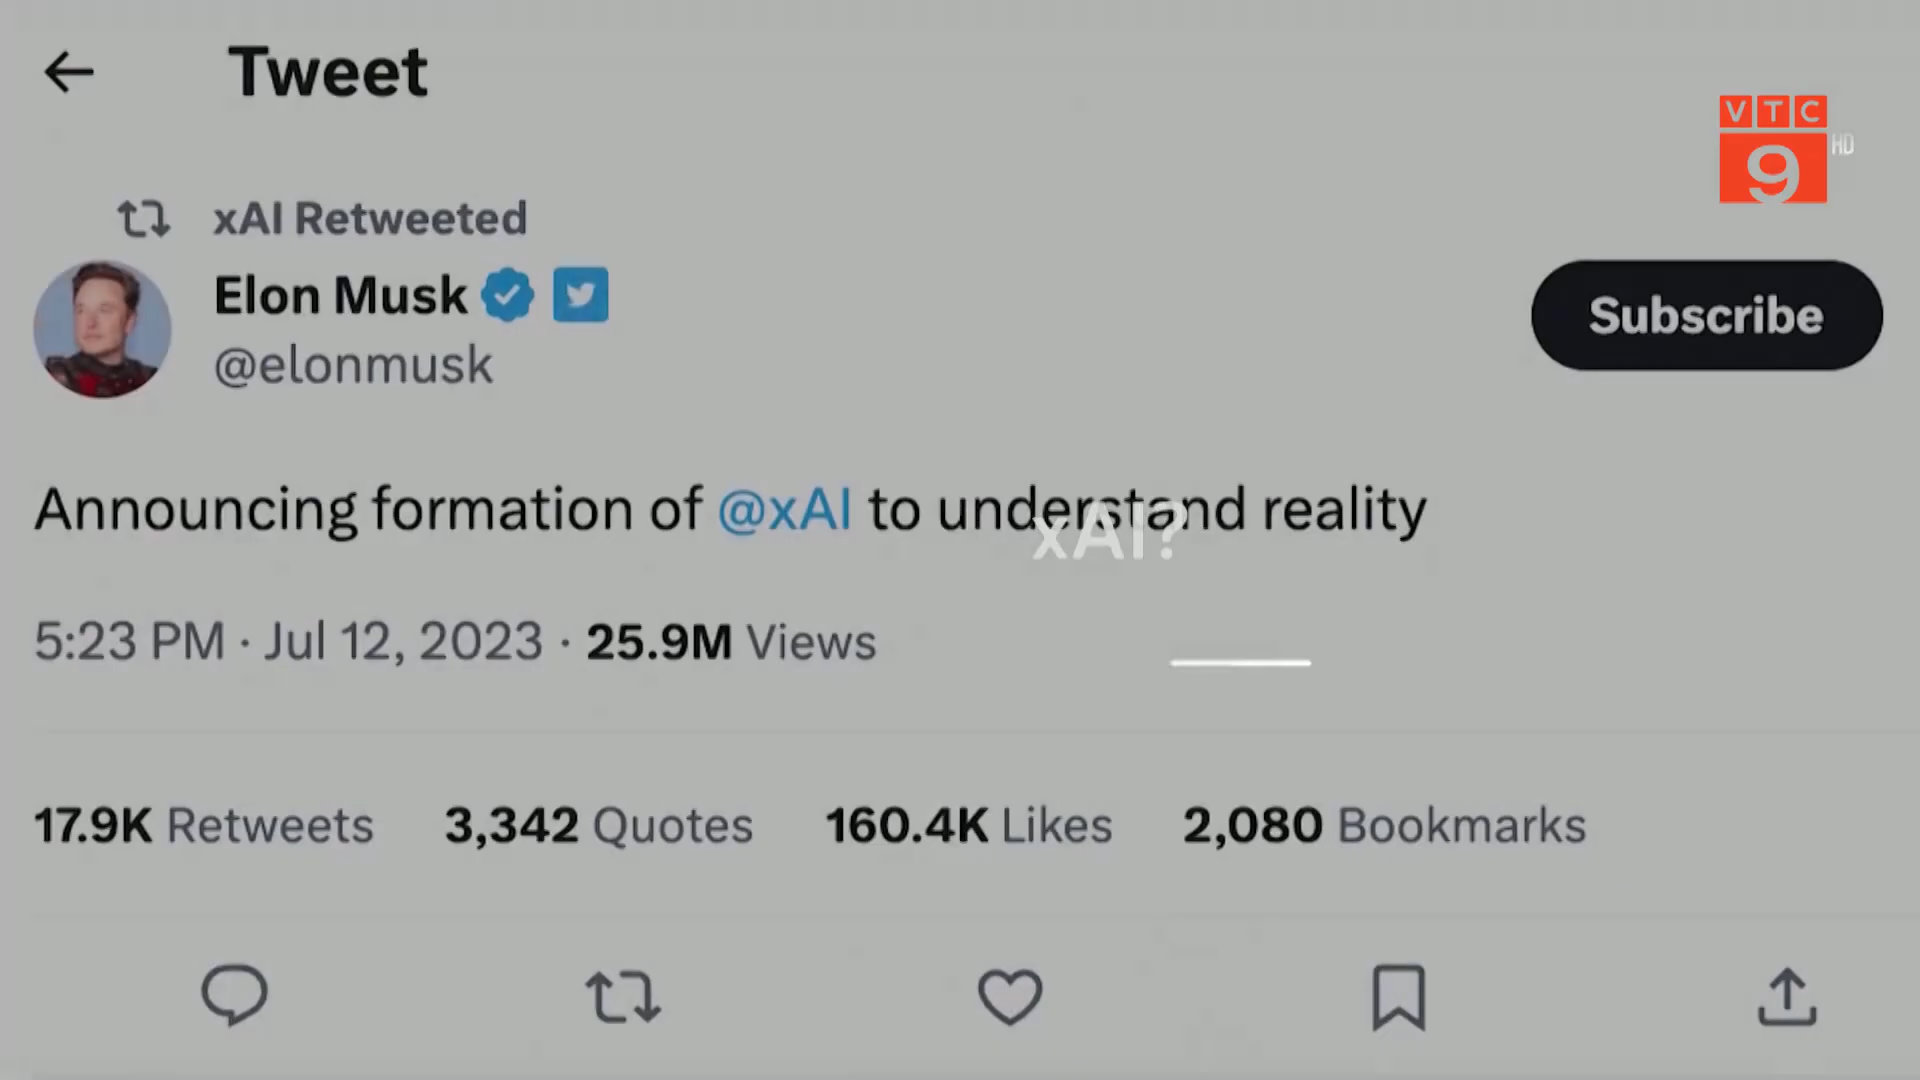 Tweet
VTC
9
HD
xAI Retweeted
Elon Musk
@elonmusk
Subscribe
Announcing formation of @xAI to understand reality
xAI?
5:23 PM · Jul 12, 2023 · 25.9M Views
17.9K Retweets 3,342 Quotes 160.4K Likes 2,080 Bookmarks